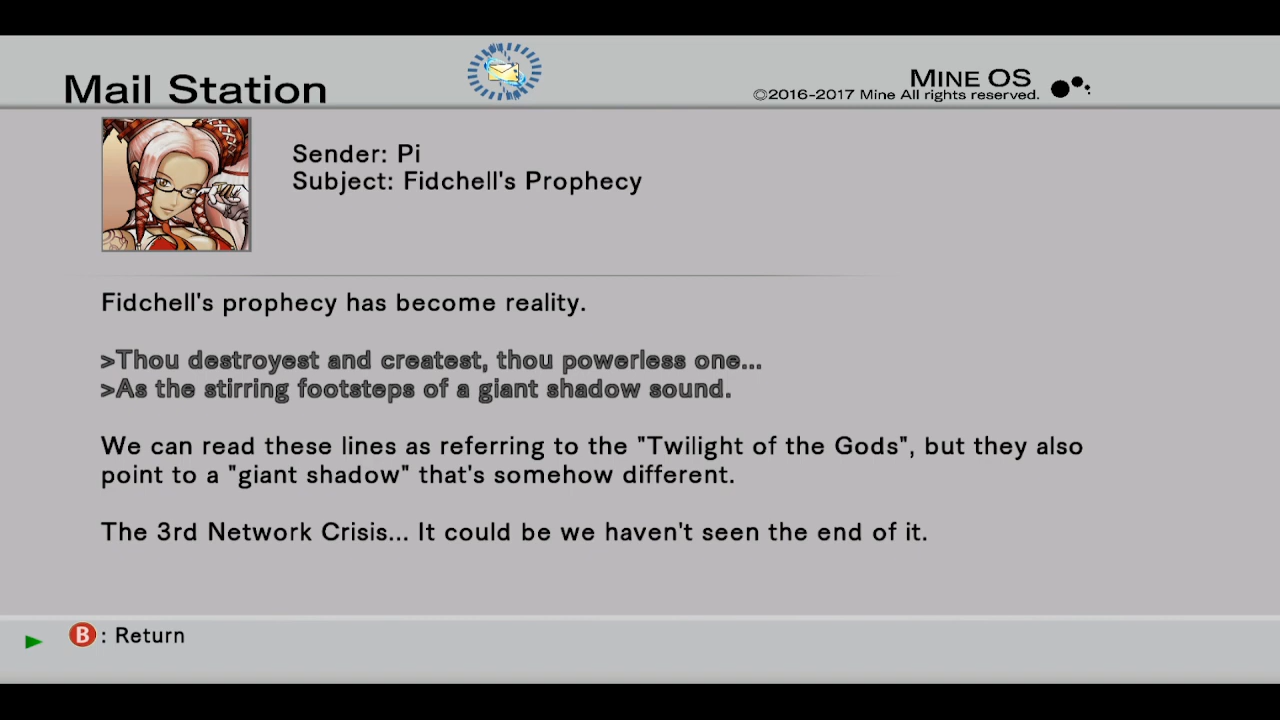 Mail Station
MINE OS
©2016-2017 Mine All rights reserved.
Sender: Pi
Subject: Fidchell's Prophecy
Fidchell's prophecy has become reality.
>Thou destroyest and createst, thou powerless one...
>As the stirring footsteps of a giant shadow sound.
We can read these lines as referring to the "Twilight of the Gods", but they also
point to a "giant shadow" that's somehow different.
The 3rd Network Crisis... It could be we haven't seen the end of it.
B : Return